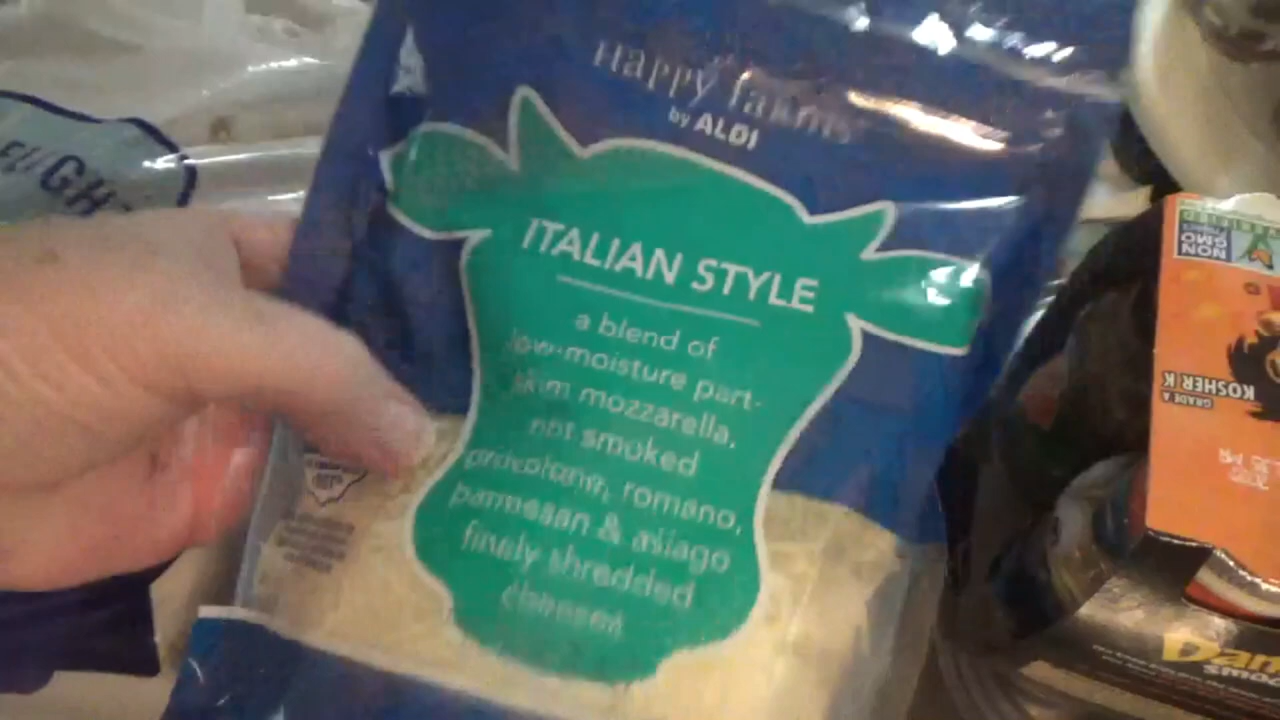 Happy Farms
by ALDI
ITALIAN STYLE
a blend of
low-moisture part-
skim mozzarella,
not smoked
provolone, romano,
parmesan & asiago
finely shredded
cheeses
NON
GMO
GRADE A
KOSHER K